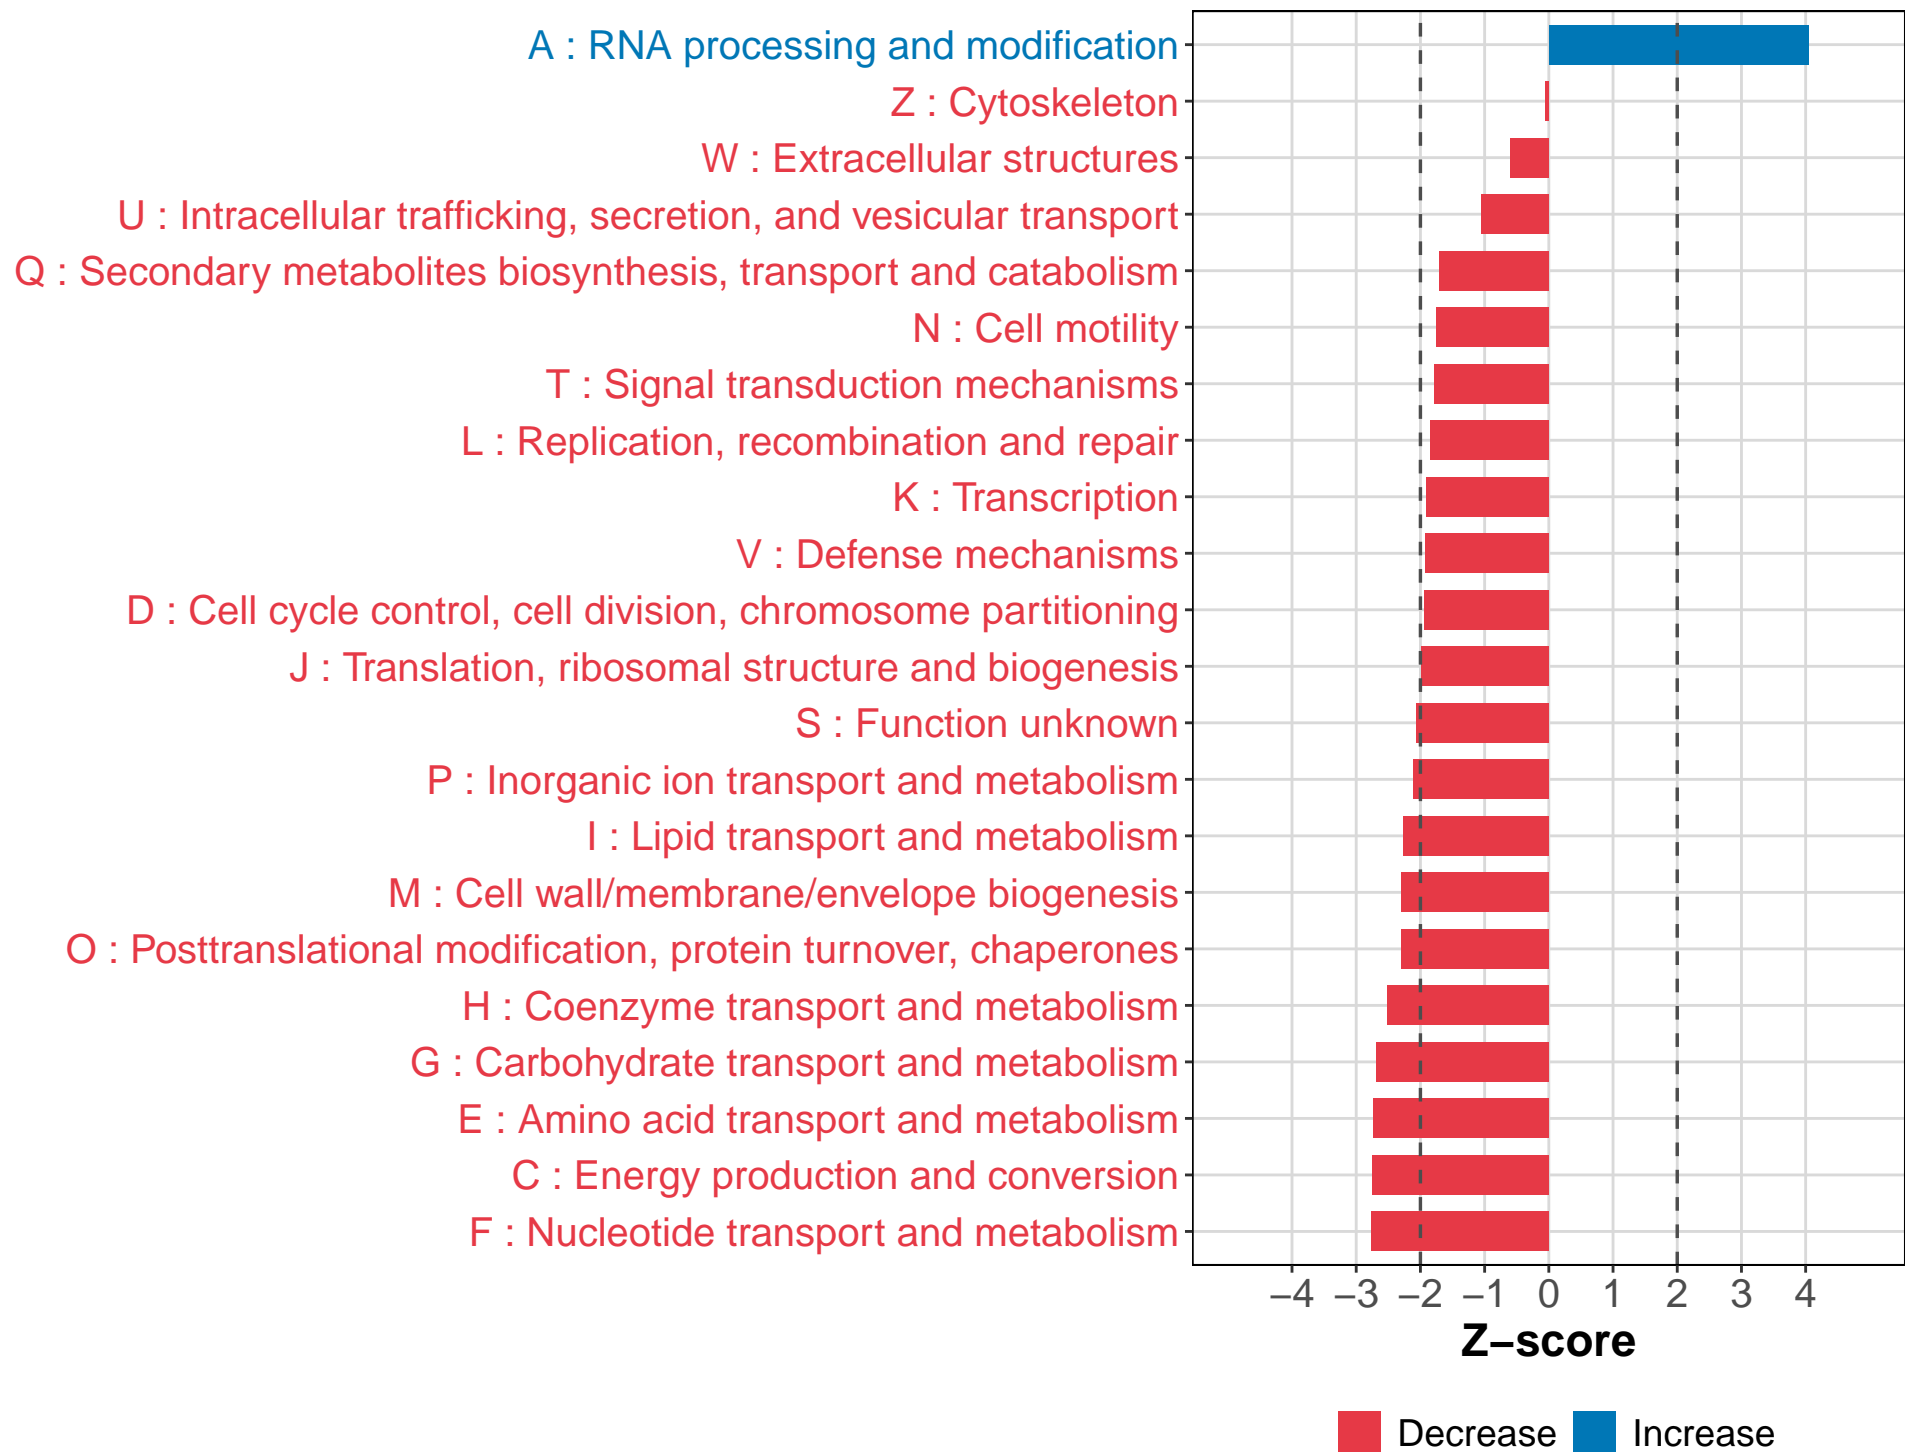 A : RNA processing and modification
Z : Cytoskeleton
W : Extracellular structures
U : Intracellular trafficking, secretion, and vesicular transport
Q : Secondary metabolites biosynthesis, transport and catabolism
N : Cell motility
T : Signal transduction mechanisms
L : Replication, recombination and repair
K : Transcription
V : Defense mechanisms
D : Cell cycle control, cell division, chromosome partitioning
J : Translation, ribosomal structure and biogenesis
S : Function unknown
P : Inorganic ion transport and metabolism
I : Lipid transport and metabolism
M : Cell wall/membrane/envelope biogenesis
O : Posttranslational modification, protein turnover, chaperones
H : Coenzyme transport and metabolism
G : Carbohydrate transport and metabolism
E : Amino acid transport and metabolism
C : Energy production and conversion
F : Nucleotide transport and metabolism
−4 −3 −2 −1 0 1 2 3 4
Z−score
Decrease Increase